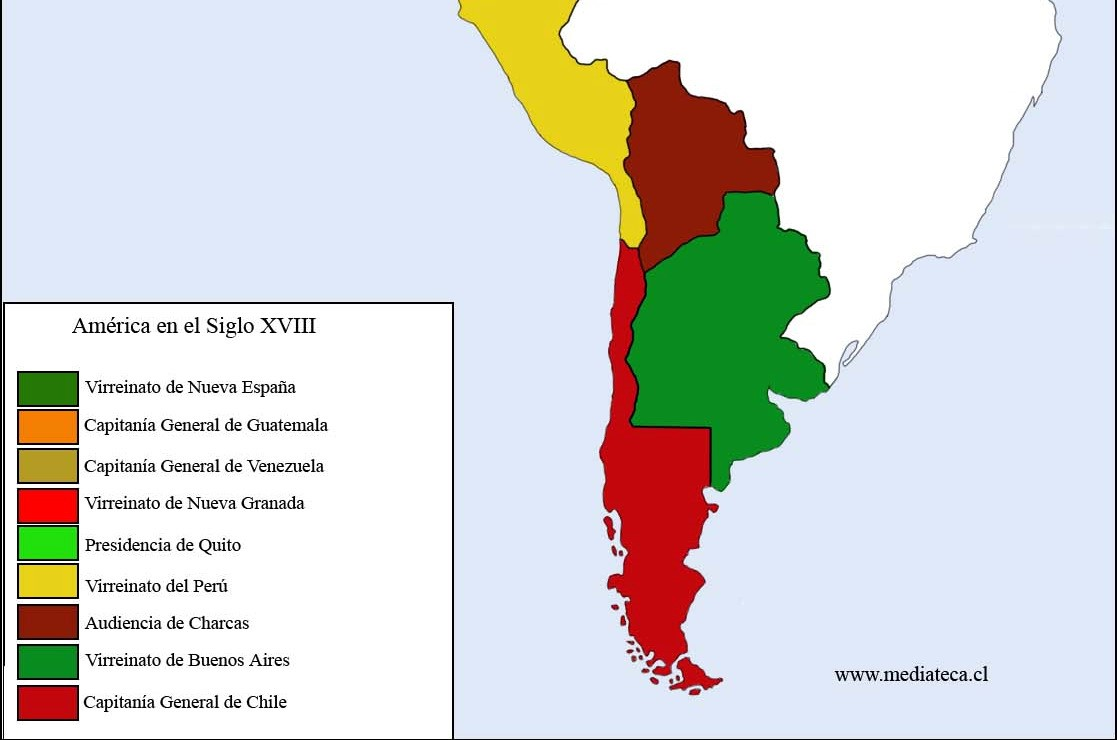 América en el Siglo XVIII
Virreinato de Nueva España
Capitanía General de Guatemala
Capitanía General de Venezuela
Virreinato de Nueva Granada
Presidencia de Quito
Virreinato del Perú
Audiencia de Charcas
Virreinato de Buenos Aires
Capitanía General de Chile
www.mediateca.cl